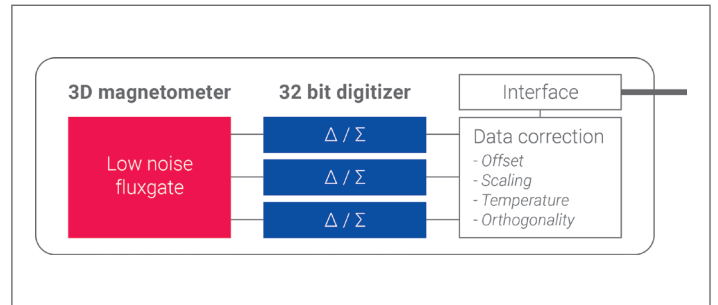 3D magnetometer
Low noise
fluxgate
32 bit digitizer
Δ / Σ
Δ / Σ
Δ / Σ
Interface
Data correction
- Offset
- Scaling
- Temperature
- Orthogonality